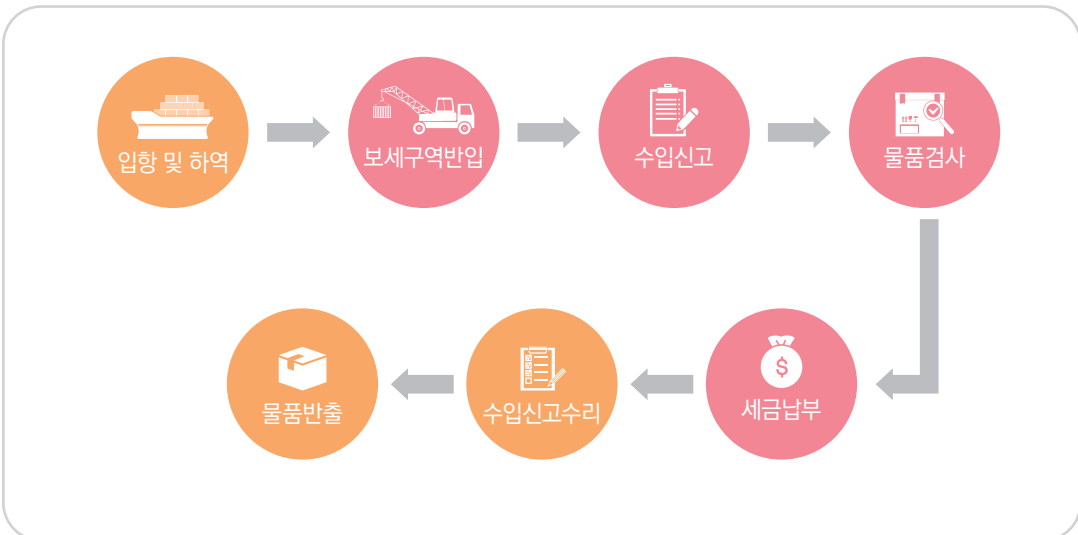 입항 및 하역
보세구역반입
수입신고
물품검사
세금납부
수입신고수리
물품반출
$